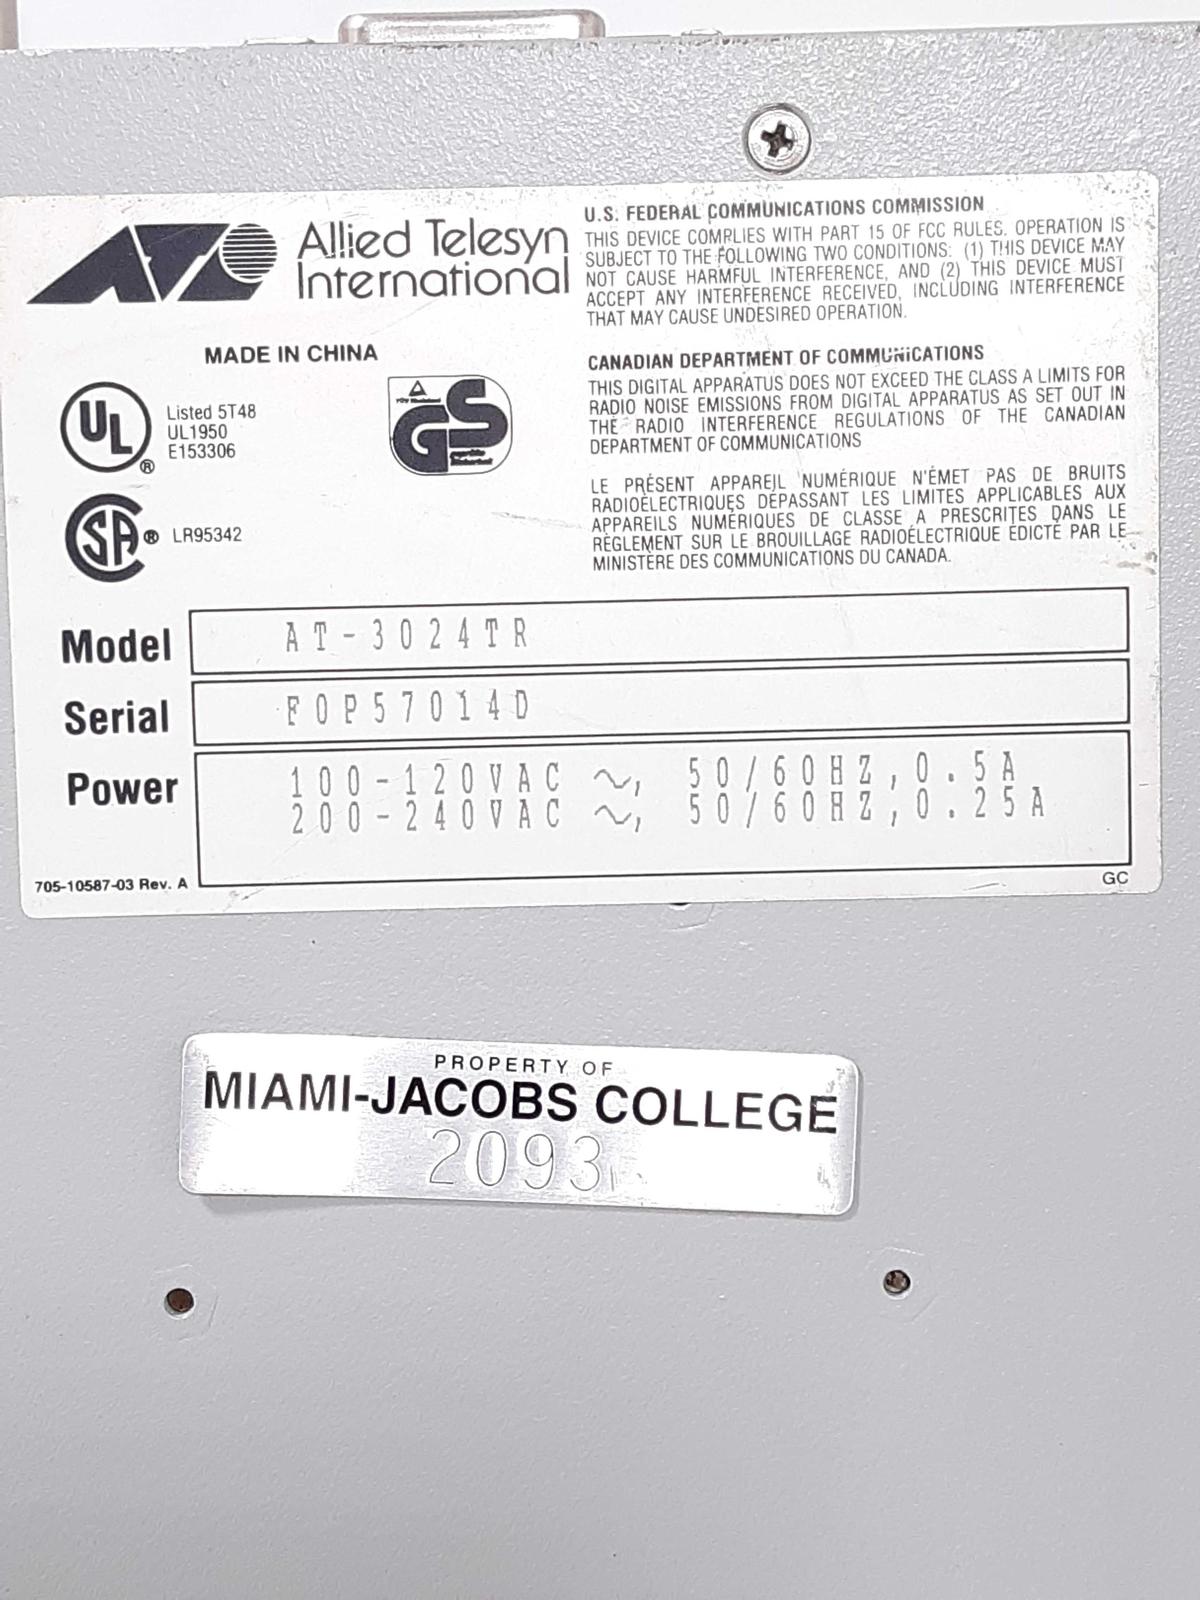 Allied Telesyn
International
MADE IN CHINA
UL
®
Listed 5T48
UL1950
E153306
GS
SA ® LR95342
U.S. FEDERAL COMMUNICATIONS COMMISSION
THIS DEVICE COMPLIES WITH PART 15 OF FCC RULES. OPERATION IS
SUBJECT TO THE FOLLOWING TWO CONDITIONS: (1) THIS DEVICE MAY
NOT CAUSE HARMFUL INTERFERENCE, AND (2) THIS DEVICE MUST
ACCEPT ANY INTERFERENCE RECEIVED, INCLUDING INTERFERENCE
THAT MAY CAUSE UNDESIRED OPERATION.
CANADIAN DEPARTMENT OF COMMUNICATIONS
THIS DIGITAL APPARATUS DOES NOT EXCEED THE CLASS A LIMITS FOR
RADIO NOISE EMISSIONS FROM DIGITAL APPARATUS AS SET OUT IN
THE RADIO INTERFERENCE REGULATIONS OF THE CANADIAN
DEPARTMENT OF COMMUNICATIONS
LE PRÉSENT APPAREIL NUMÉRIQUE N'ÉMET PAS DE BRUITS
RADIOÉLECTRIQUES DÉPASSANT LES LIMITES APPLICABLES AUX
APPAREILS NUMÉRIQUES DE CLASSE A PRESCRITES DANS LE
RÈGLEMENT SUR LE BROUILLAGE RADIOÉLECTRIQUE ÉDICTÉ PAR LE
MINISTÈRE DES COMMUNICATIONS DU CANADA.
Model AT-3024TR
Serial F0P57014D
Power 100-120VAC ~, 50/60HZ, 0.5A
200-240VAC ~, 50/60HZ, 0.25A
705-10587-03 Rev. A
GC
PROPERTY OF
MIAMI-JACOBS COLLEGE
2093